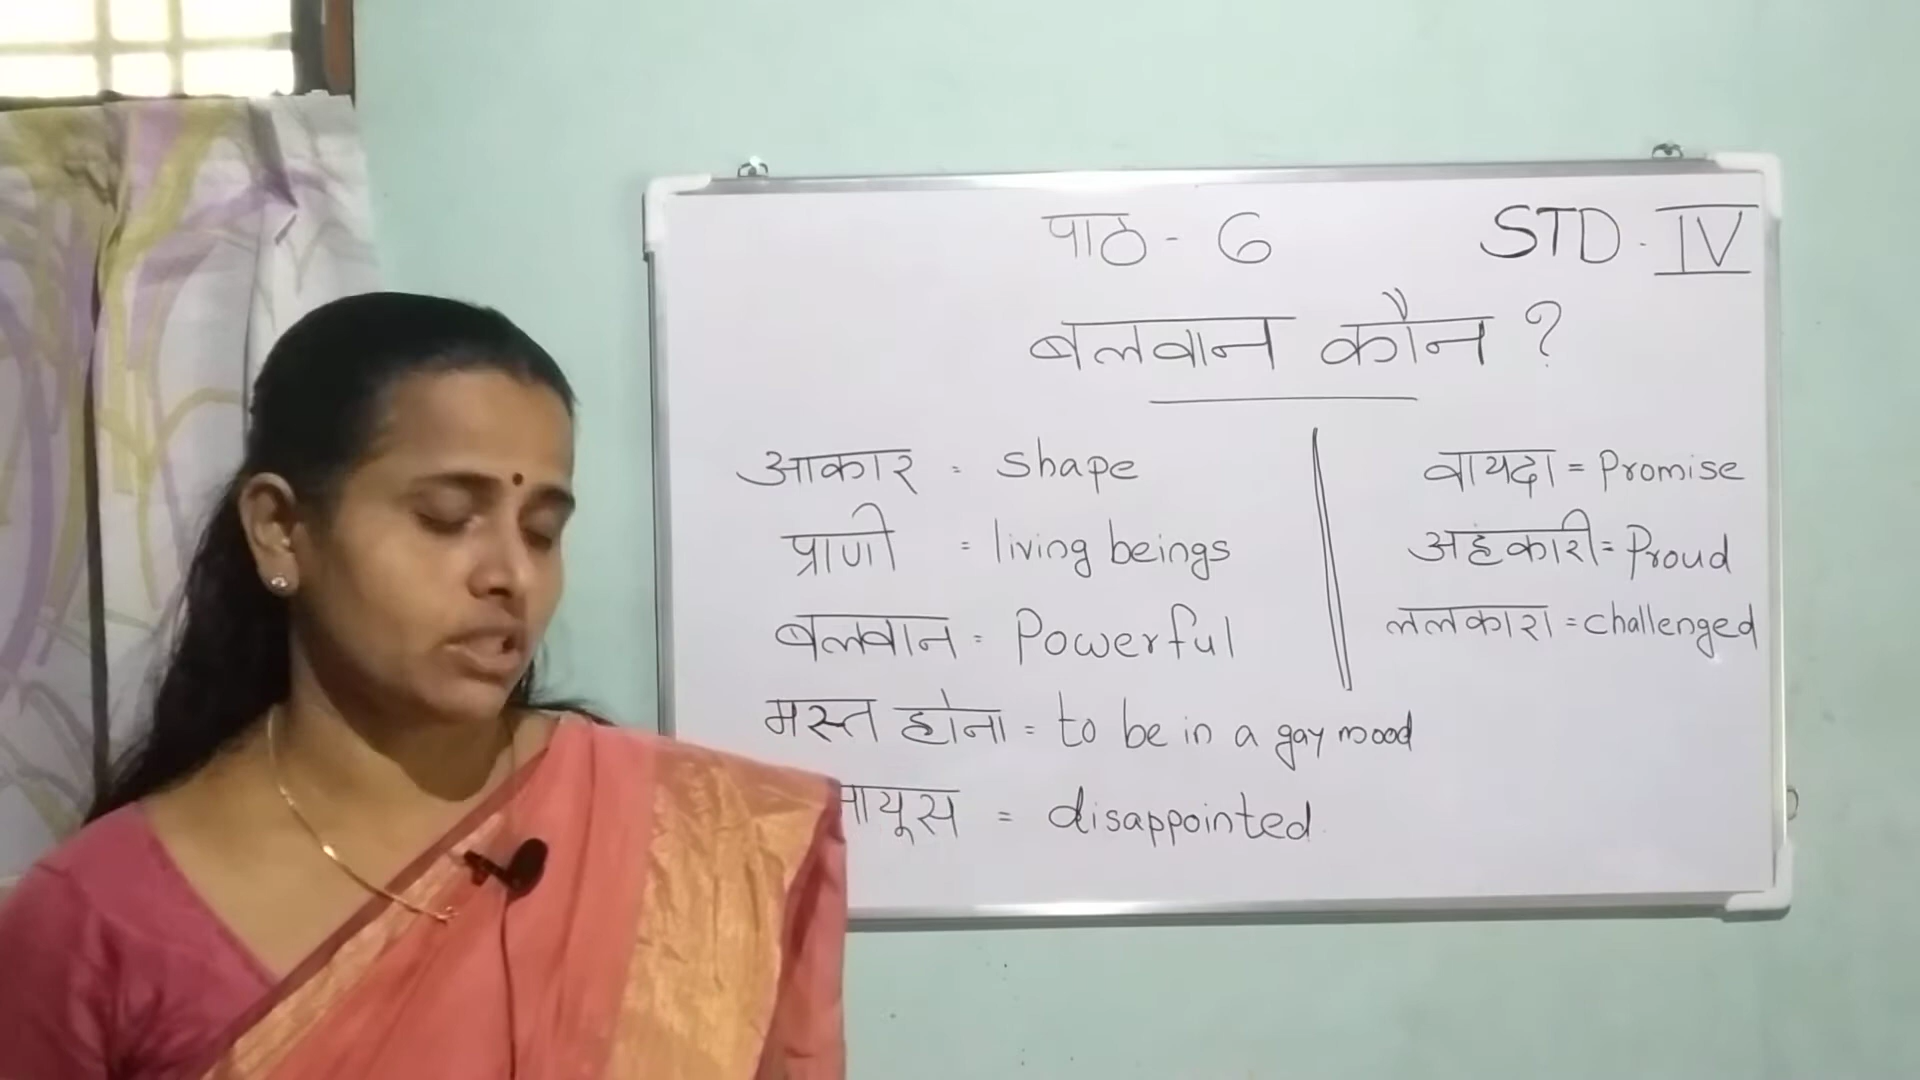 पाठ - 6
STD - IV
बलवान कौन ?
आकार = shape
प्राणी = living beings
बलवान = Powerful
मस्त होना = to be in a gay mood
= disappointed
वायदा = Promise
अहंकारी = Proud
ललकारा = challenged